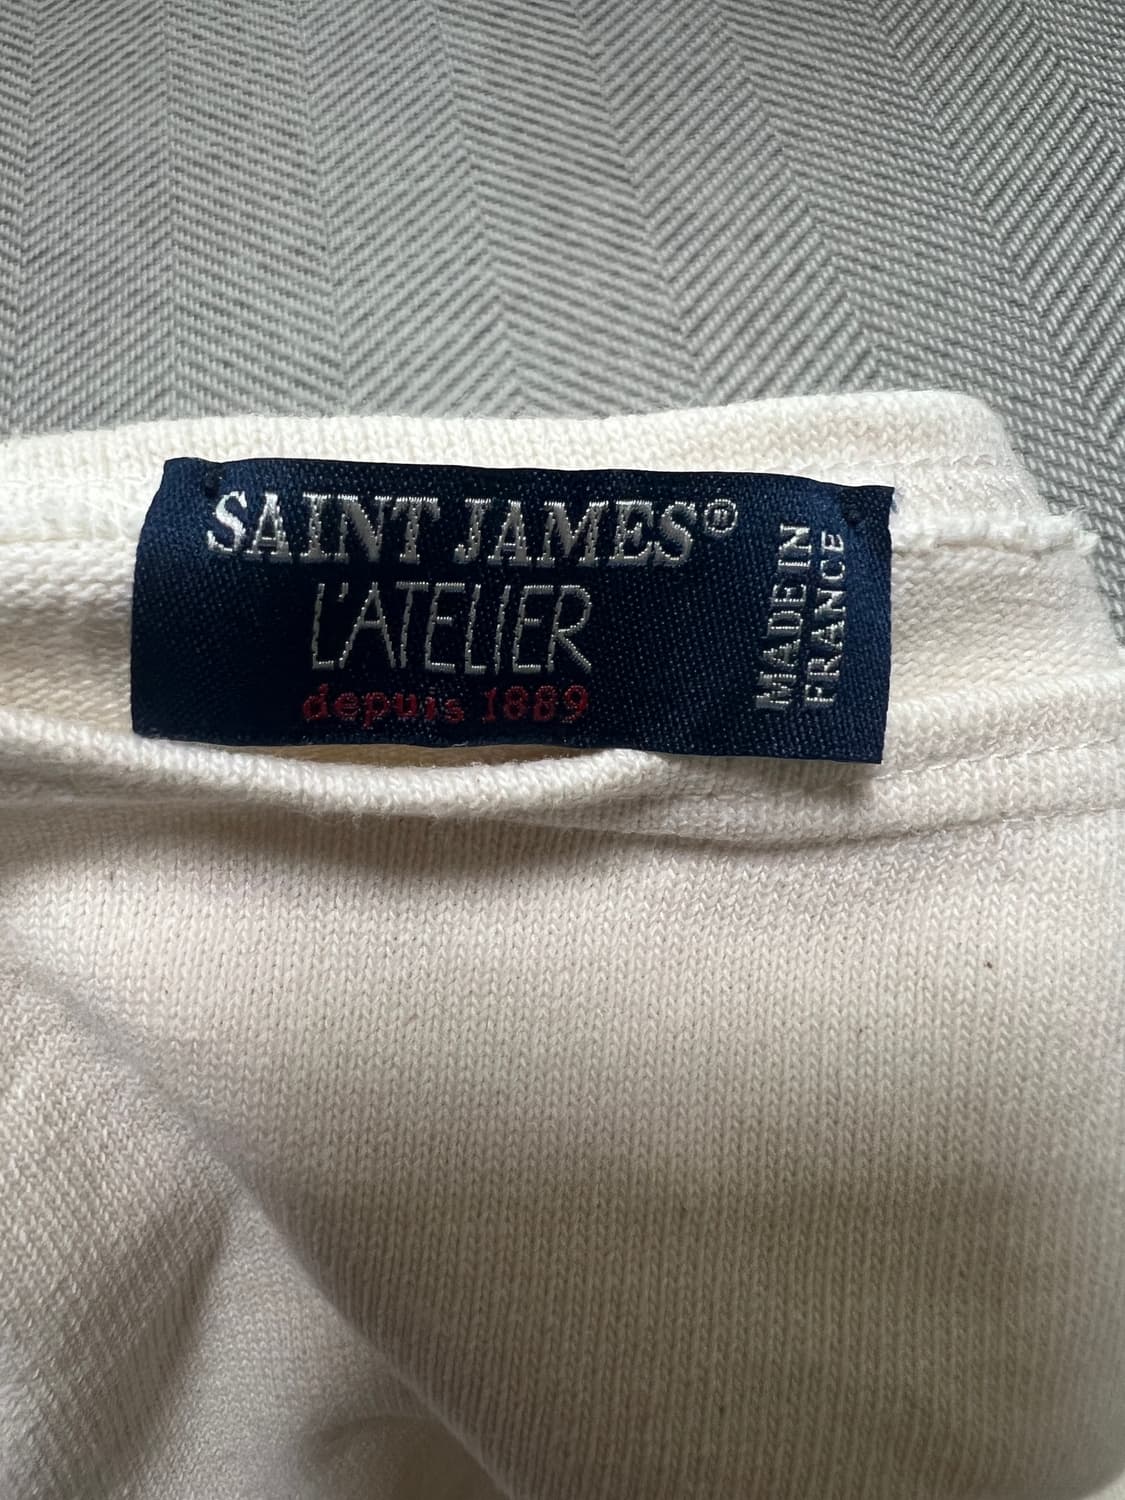 SAINT JAMES®
L'ATELIER
depuis 1889
MADE IN
FRANCE